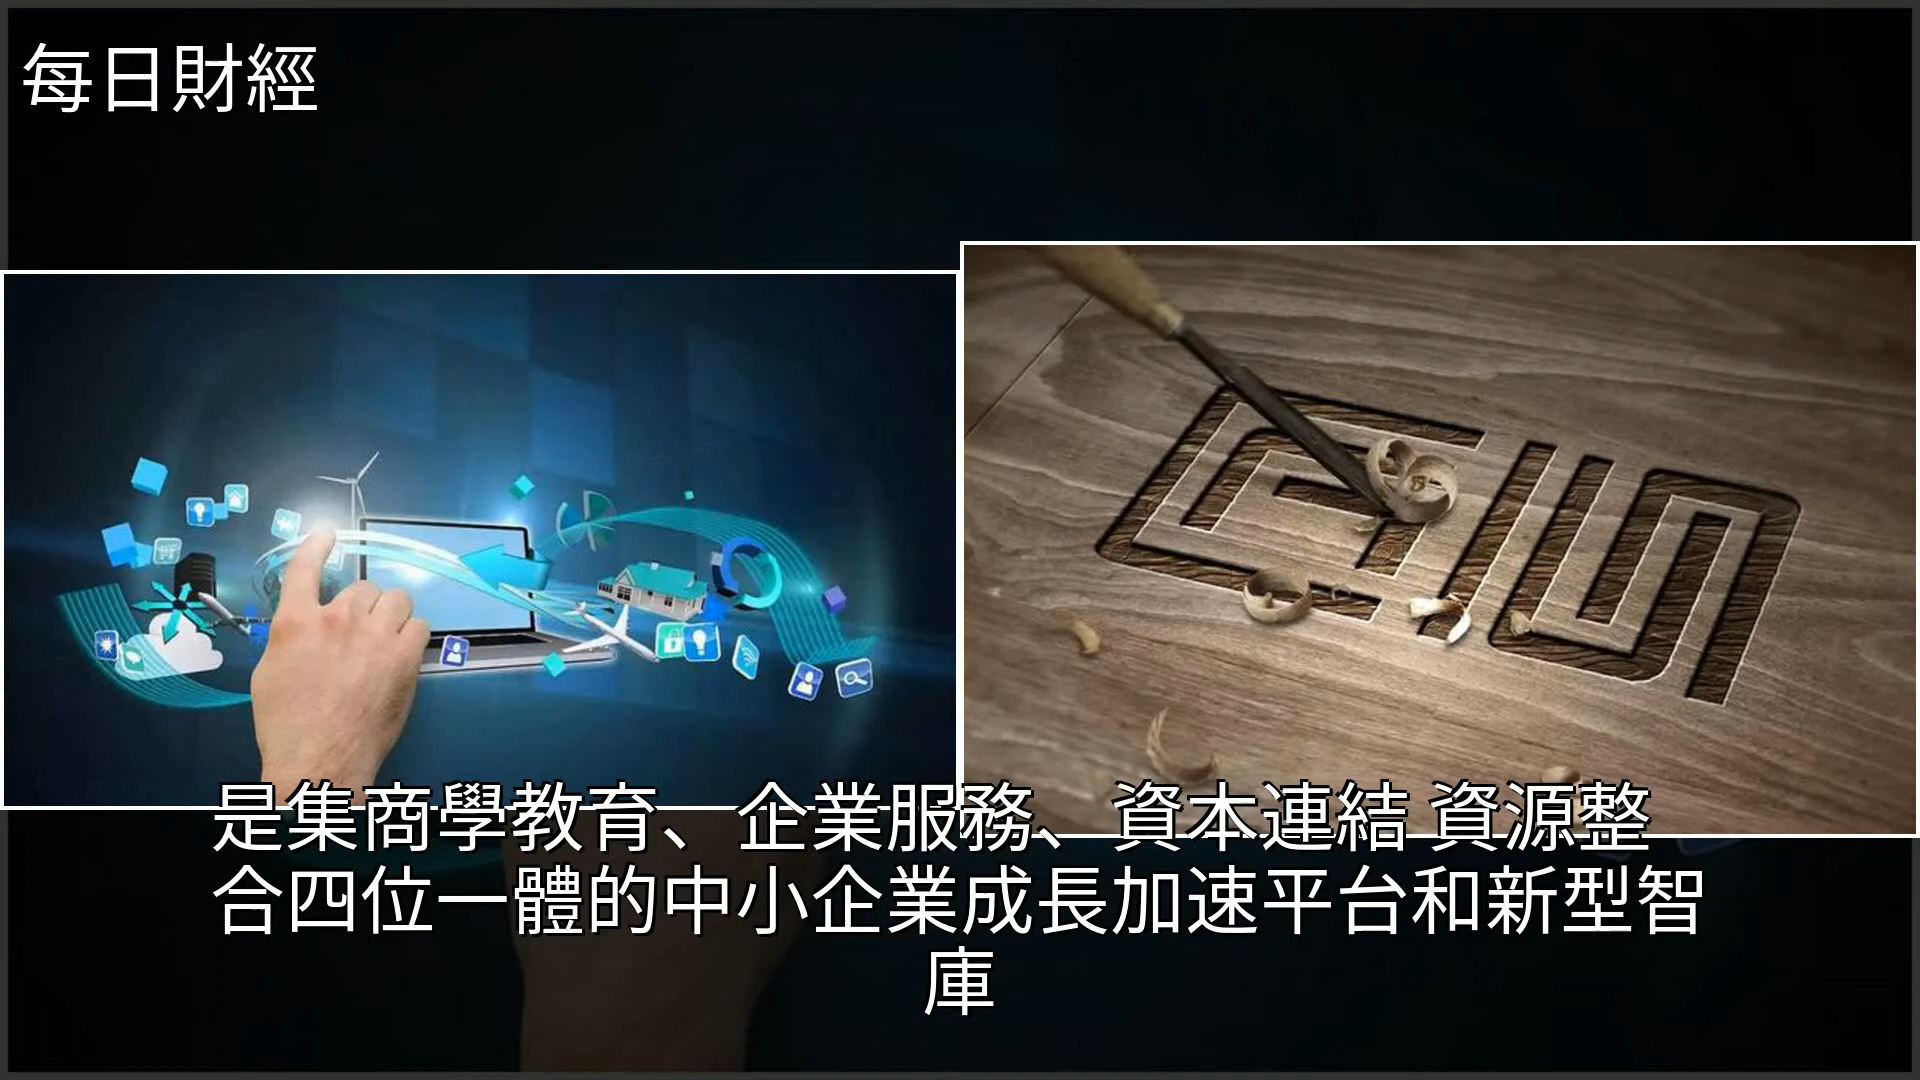 每日財經
是集商學教育、企業服務、資本連結 資源整
合四位一體的中小企業成長加速平台和新型智
庫